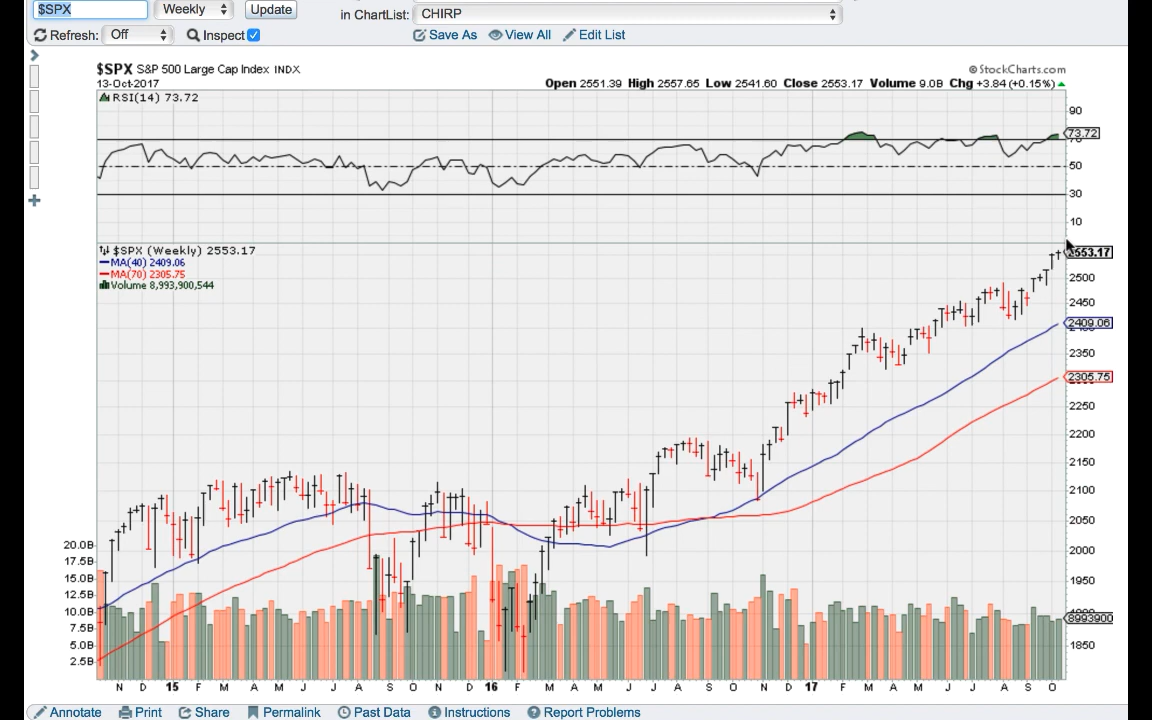 $SPX Weekly Update in ChartList: CHIRP
Refresh: Off Inspect Save As View All Edit List
$SPX S&P 500 Large Cap Index INDX © StockCharts.com
13-Oct-2017 Open 2551.39 High 2557.65 Low 2541.60 Close 2553.17 Volume 9.0B Chg +3.84 (+0.15%)
RSI(14) 73.72
90
73.72
50
30
10
$SPX (Weekly) 2553.17
MA(40) 2409.06
MA(70) 2305.75
Volume 8,993,900,544
2553.17
2500
2450
2409.06
2350
2305.75
2250
2200
2150
2100
2050
2000
1950
8993900
1850
20.0B
17.5B
15.0B
12.5B
10.0B
7.5B
5.0B
2.5B
N D 15 F M A M J J A S O N D 16 F M A M J J A S O N D 17 F M A M J J A S O
Annotate Print Share Permalink Past Data Instructions Report Problems